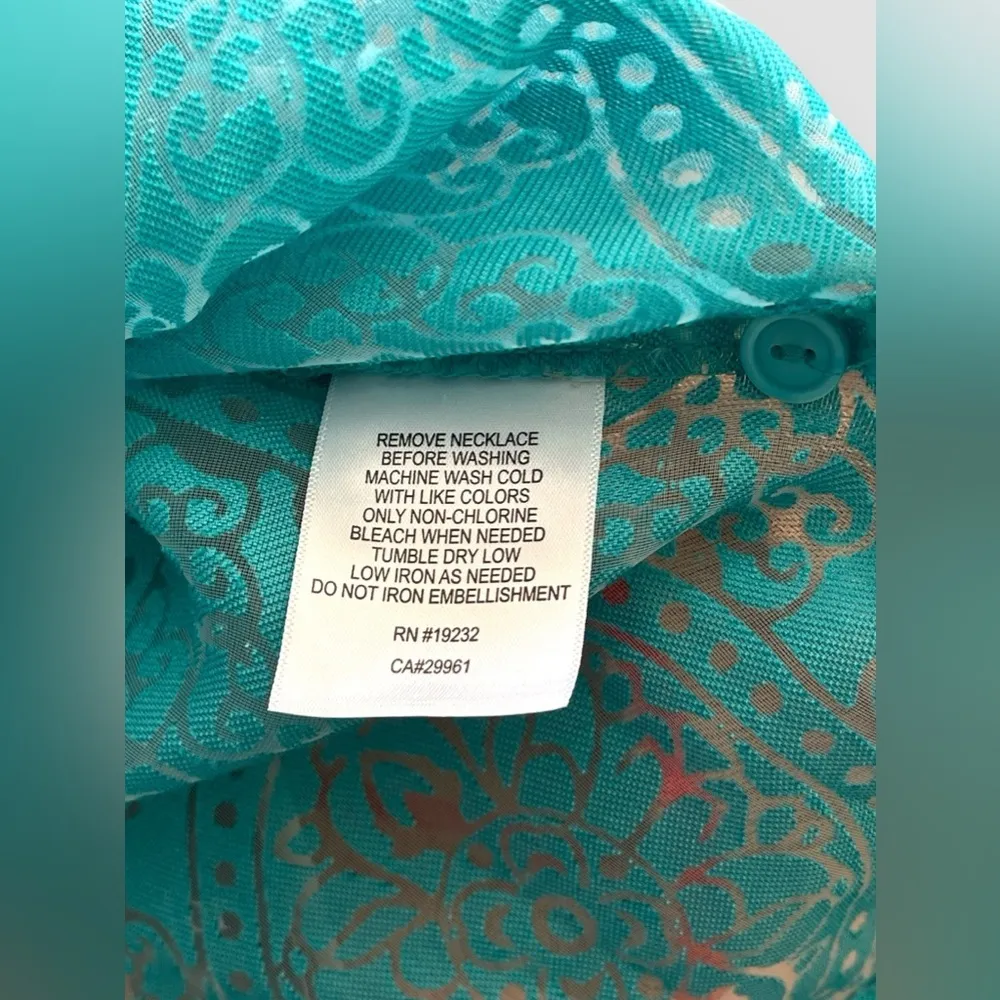 REMOVE NECKLACE
BEFORE WASHING
MACHINE WASH COLD
WITH LIKE COLORS
ONLY NON-CHLORINE
BLEACH WHEN NEEDED
TUMBLE DRY LOW
LOW IRON AS NEEDED
DO NOT IRON EMBELLISHMENT
RN #19232
CA#29961